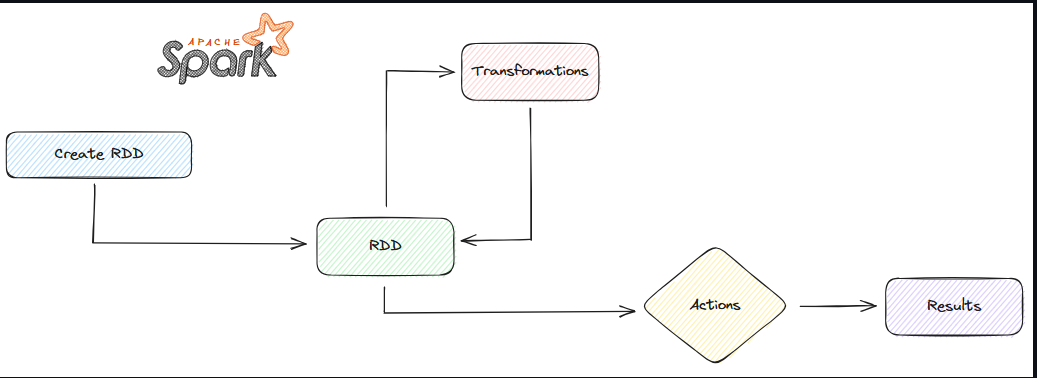 APACHE
Spark
Transformations
Create RDD
RDD
Actions
Results